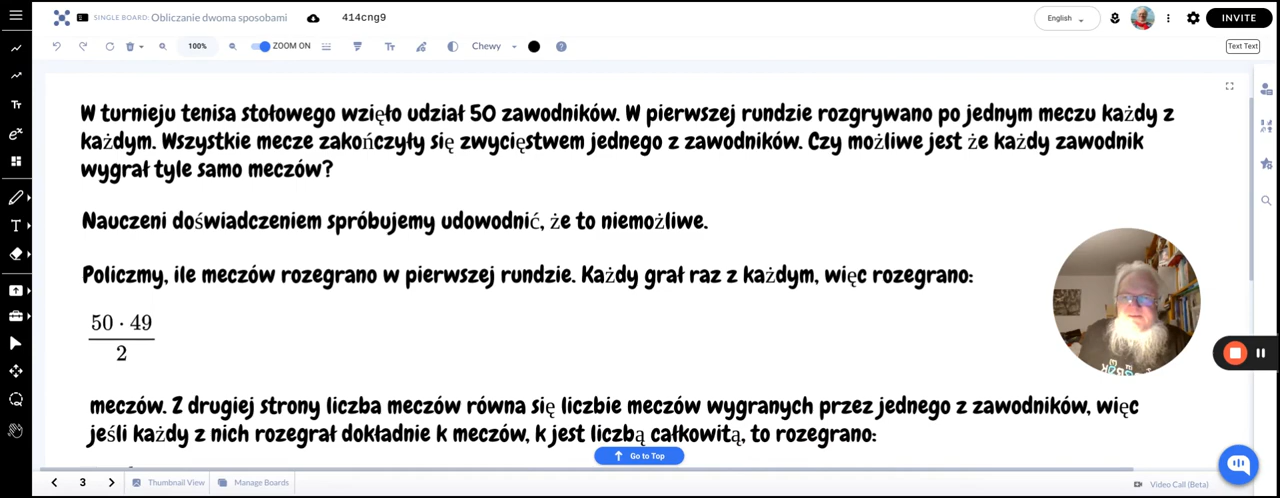 SINGLE BOARD: Obliczanie dwoma sposobami 414cng9 English INVITE
100% ZOOM ON Tт Chewy Text Text
W turnieju tenisa stołowego wzięło udział 50 zawodników. W pierwszej rundzie rozgrywano po jednym meczu każdy z
każdym. Wszystkie mecze zakończyły się zwycięstwem jednego z zawodników. Czy możliwe jest że każdy zawodnik
wygrał tyle samo meczów?
Nauczeni doświadczeniem spróbujemy udowodnić, że to niemożliwe.
Policzmy, ile meczów rozegrano w pierwszej rundzie. Każdy grał raz z każdym, więc rozegrano:
50 · 49
2
meczów. Z drugiej strony liczba meczów równa się liczbie meczów wygranych przez jednego z zawodników, więc
jeśli każdy z nich rozegrał dokładnie k meczów, k jest liczbą całkowitą, to rozegrano:
Go to Top
3 Thumbnail View Manage Boards Video Call (Beta)